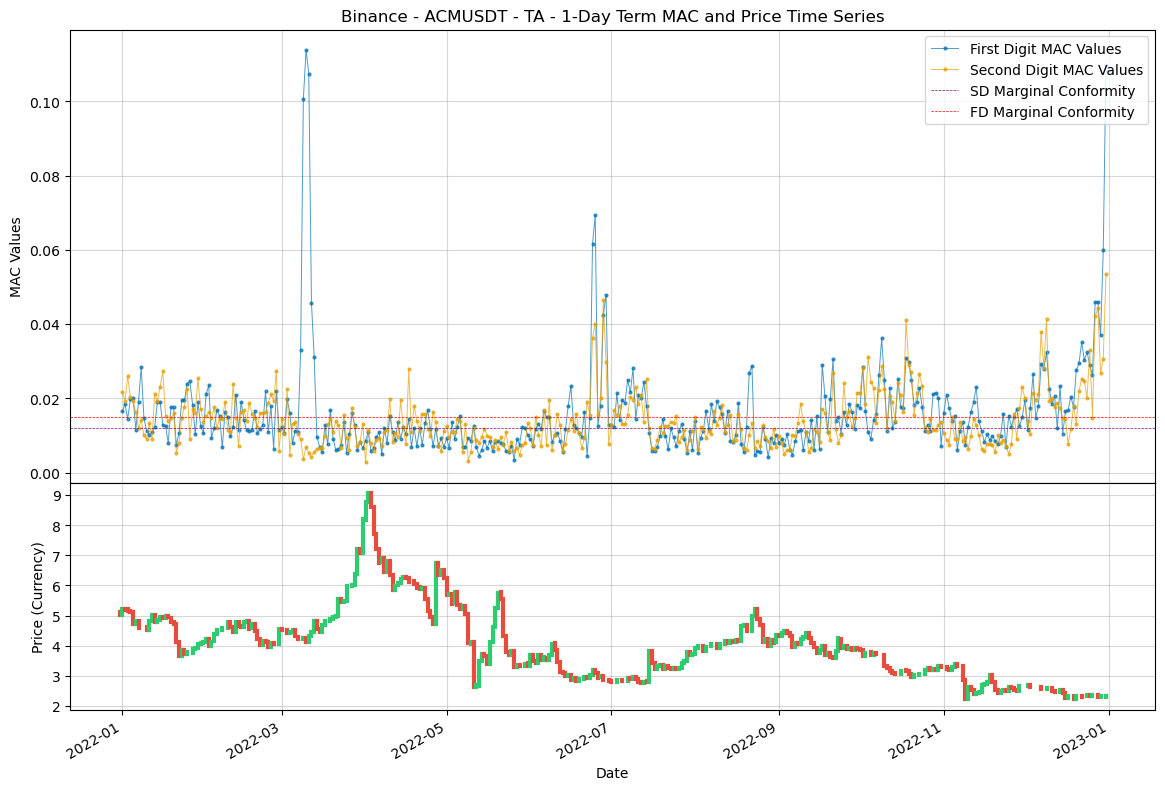 Binance - ACMUSDT - TA - 1-Day Term MAC and Price Time Series
First Digit MAC Values
Second Digit MAC Values
SD Marginal Conformity
FD Marginal Conformity
MAC Values
0.10
0.08
0.06
0.04
0.02
0.00
Price (Currency)
9
8
7
6
5
4
3
2
2022-01
2022-03
2022-05
2022-07
2022-09
2022-11
2023-01
Date